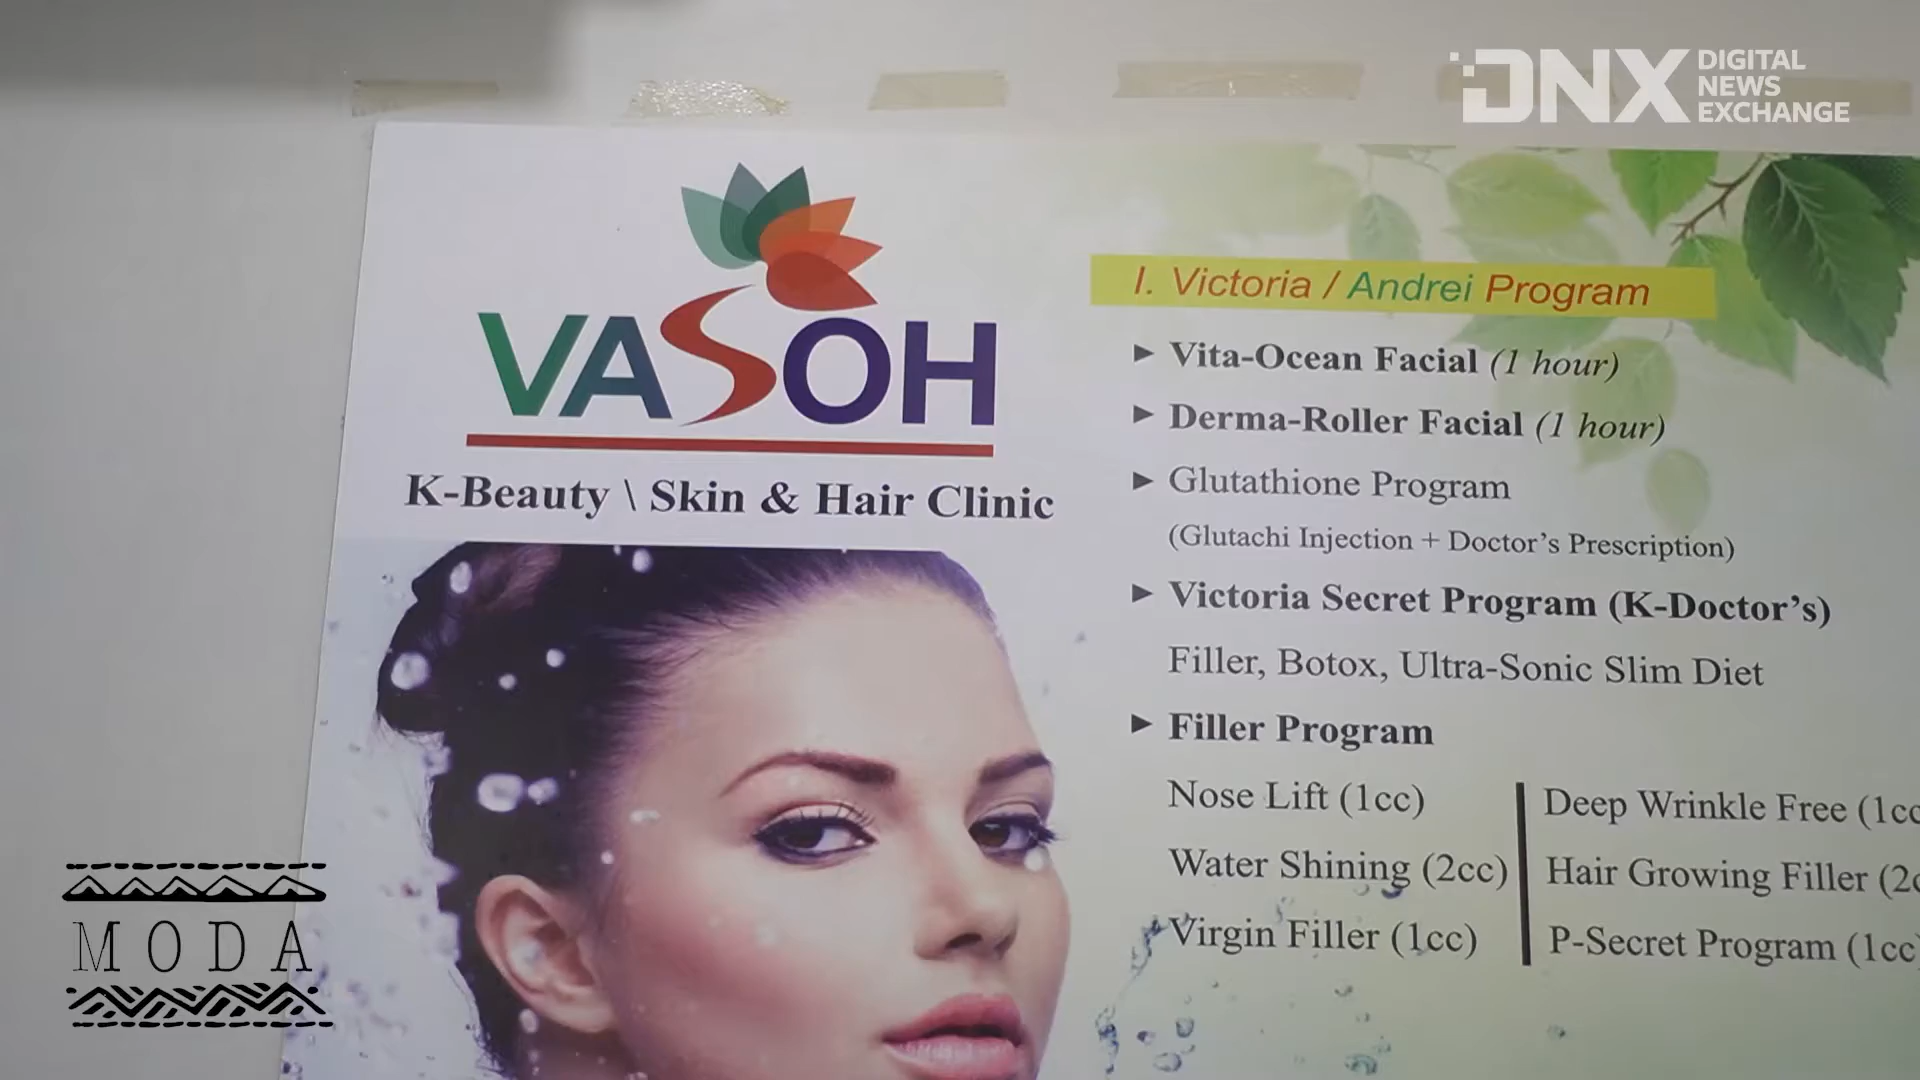 DNX DIGITAL
NEWS
EXCHANGE
VASOH
K-Beauty \ Skin & Hair Clinic
I. Victoria / Andrei Program
► Vita-Ocean Facial (1 hour)
► Derma-Roller Facial (1 hour)
► Glutathione Program
(Glutachi Injection + Doctor's Prescription)
► Victoria Secret Program (K-Doctor's)
Filler, Botox, Ultra-Sonic Slim Diet
► Filler Program
Nose Lift (1cc)
Water Shining (2cc)
Virgin Filler (1cc)
Deep Wrinkle Free (1cc
Hair Growing Filler (2c
P-Secret Program (1cc)
MODA